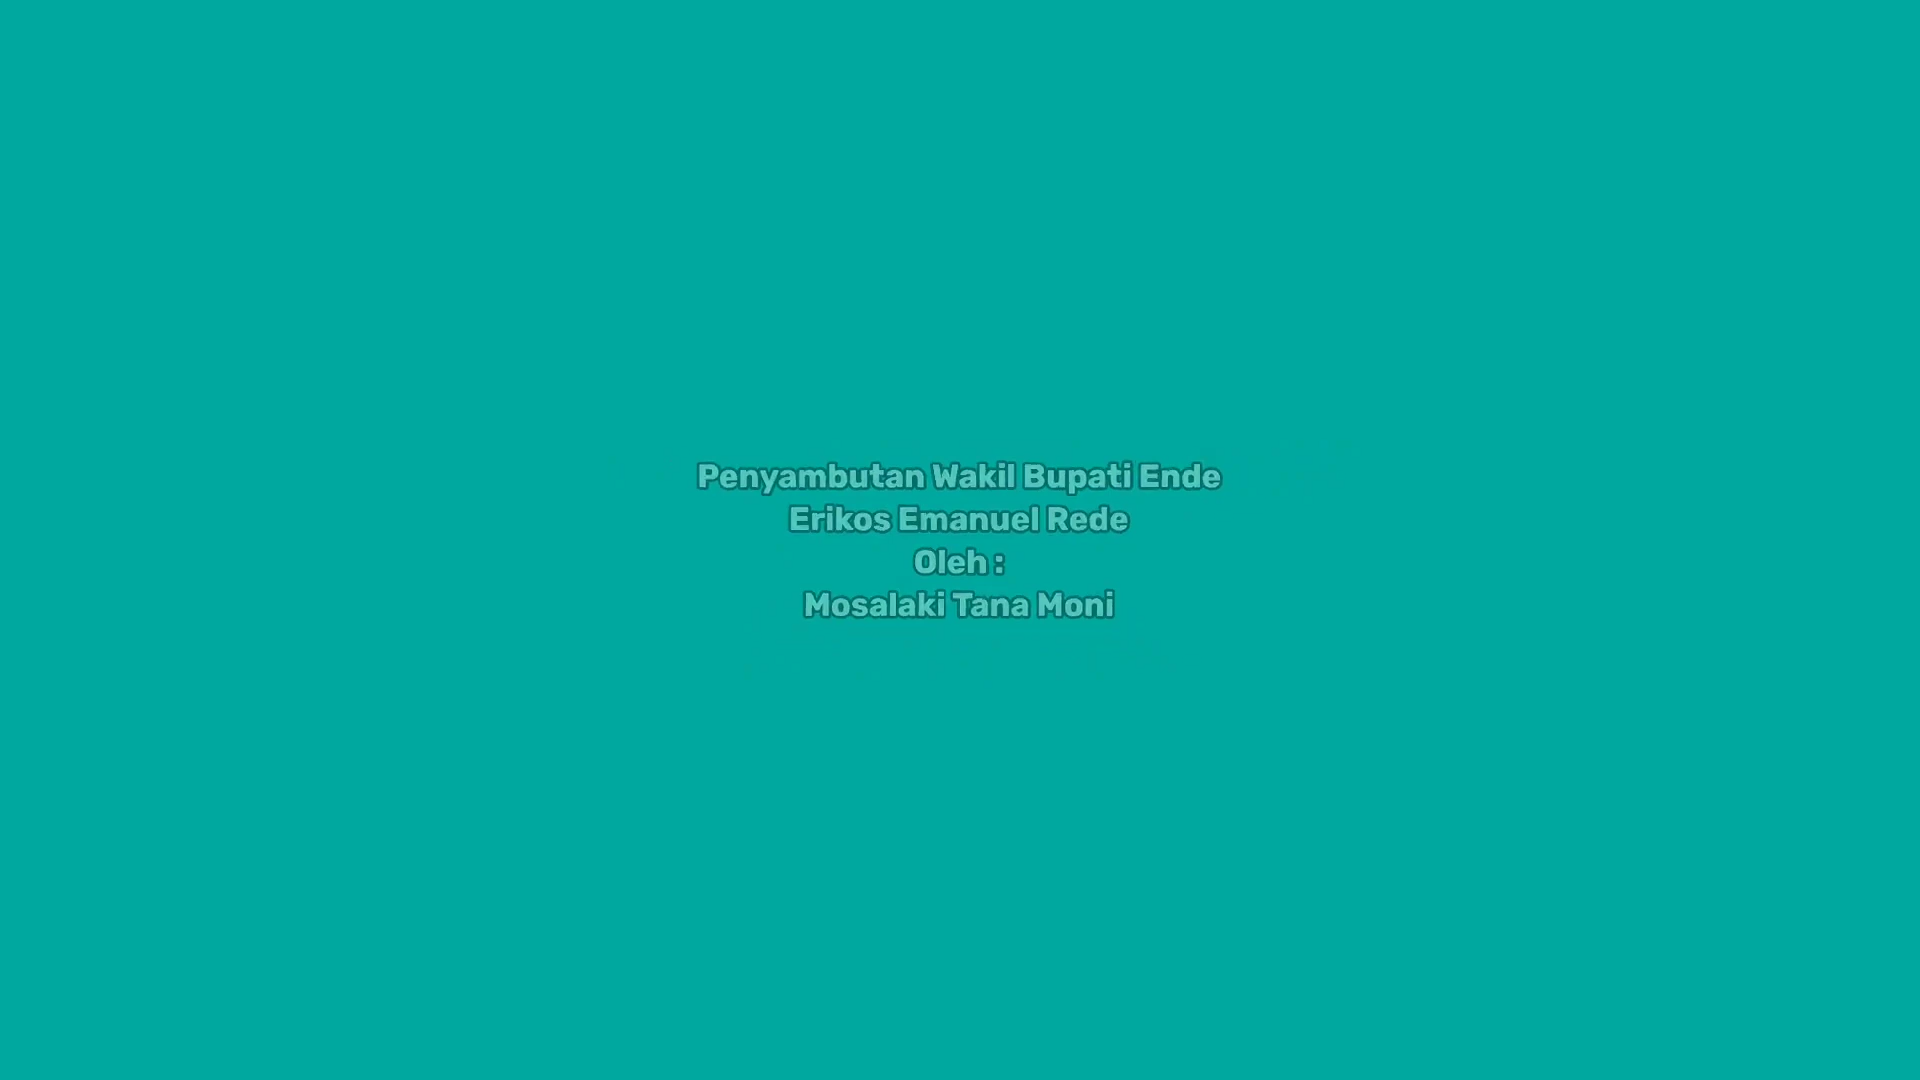 Penyambutan Wakil Bupati Ende
Erikos Emanuel Rede
Oleh :
Mosalaki Tana Moni